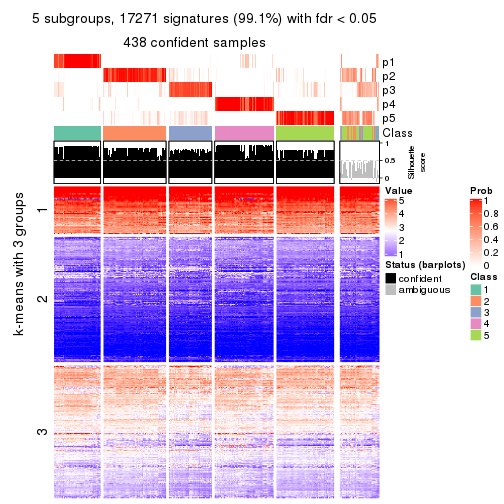 5 subgroups, 17271 signatures (99.1%) with fdr < 0.05
438 confident samples
p1
p2
p3
p4
p5
Class
1
0.5
0
Silhouette
score
k-means with 3 groups
1
2
3
Value
5
4
3
2
1
Status (barplots)
confident
ambiguous
Prob
1
0.8
0.6
0.4
0.2
0
Class
1
2
3
4
5